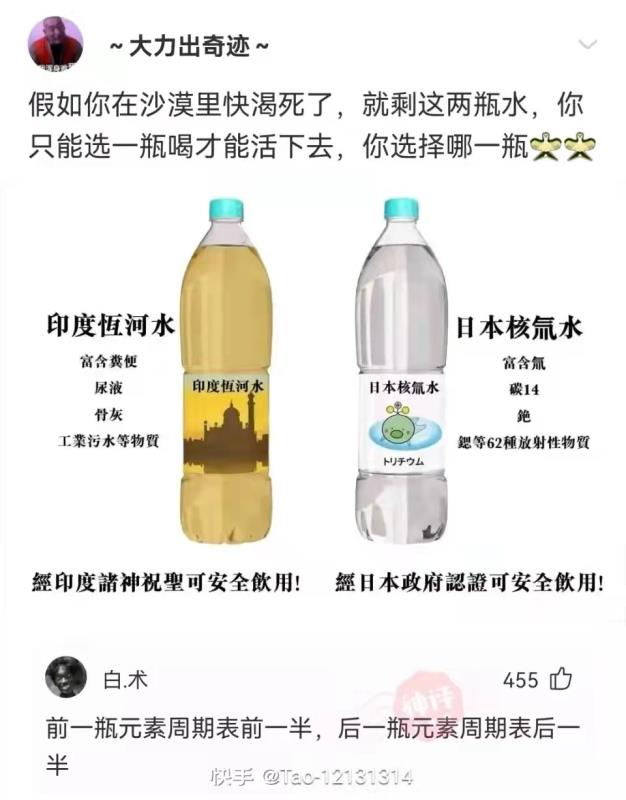 ~大力出奇迹~
假如你在沙漠里快渴死了，就剩这两瓶水，你
只能选一瓶喝才能活下去，你选择哪一瓶
印度恆河水
富含糞便
尿液
骨灰
工業污水等物質
印度恆河水
日本核氚水
トリチウム
日本核氚水
富含氚
碳14
銫
鍶等62種放射性物質
經印度諸神祝聖可安全飲用!
經日本政府認證可安全飲用!
白.术
455
神评
前一瓶元素周期表前一半，后一瓶元素周期表后一
半
快手 @Tao-12131314